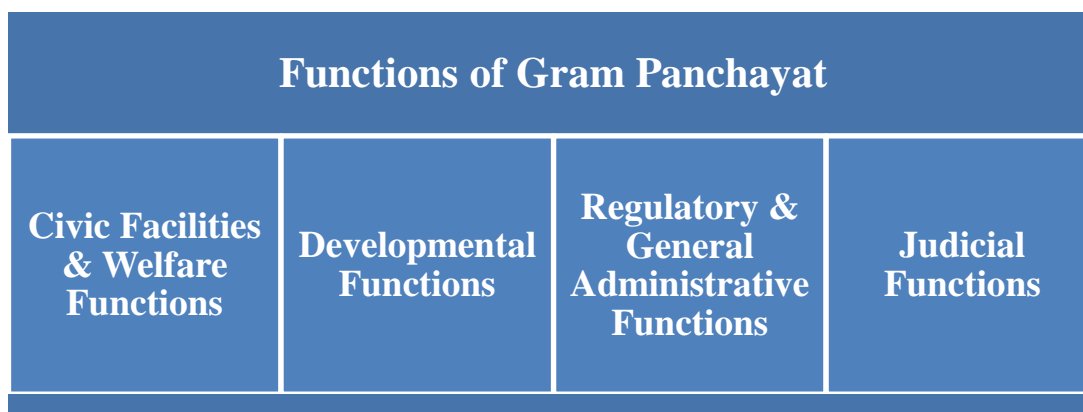 Functions of Gram Panchayat
Civic Facilities
& Welfare
Functions
Developmental
Functions
Regulatory &
General
Administrative
Functions
Judicial
Functions